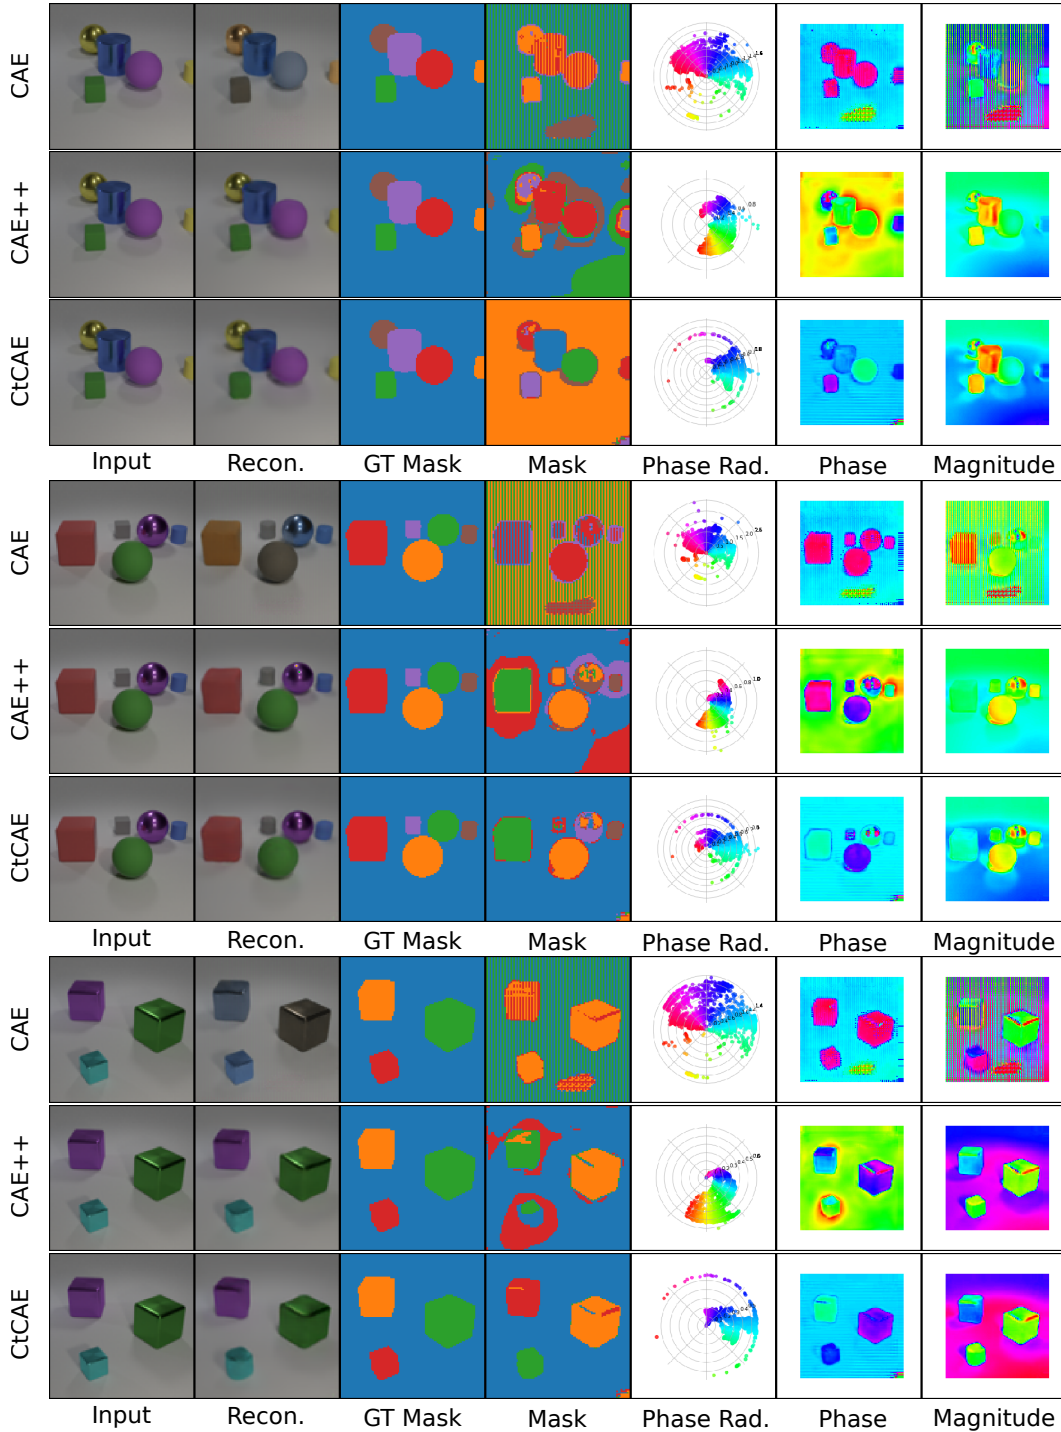 CAE
CAE++
CtCAE
Input Recon. GT Mask Mask Phase Rad. Phase Magnitude
CAE
CAE++
CtCAE
Input Recon. GT Mask Mask Phase Rad. Phase Magnitude
CAE
CAE++
CtCAE
Input Recon. GT Mask Mask Phase Rad. Phase Magnitude